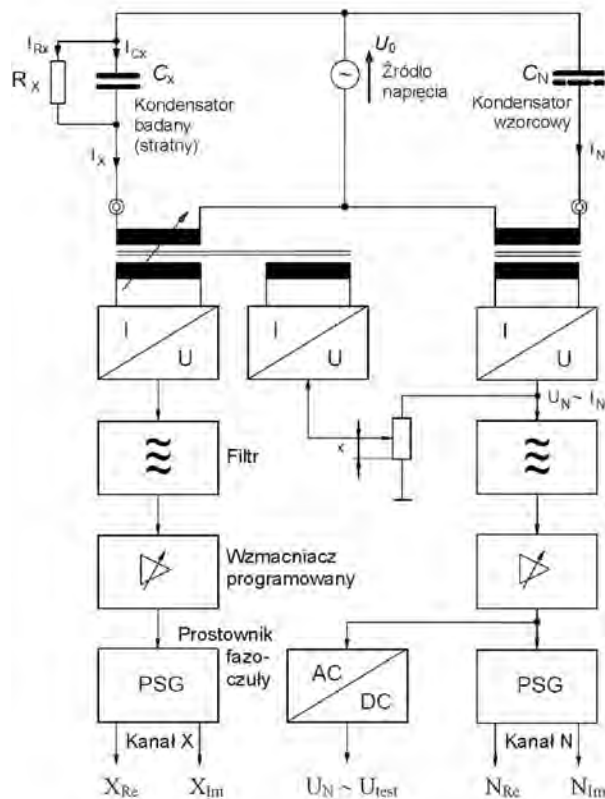 I_Rx I_Cx
R_X C_x
Kondensator
badany
(stratny)
I_X
U_0
~
Źródło
napięcia
C_N
Kondensator
wzorcowy
I_N
I
U
I
U
I
U
U_N ~ I_N
x
Filtr
Wzmacniacz
programowany
Prostownik
fazo-
czuły
PSG
AC
DC
PSG
Kanał X
Kanał N
X_Re X_Im U_N ~ U_test N_Re N_Im